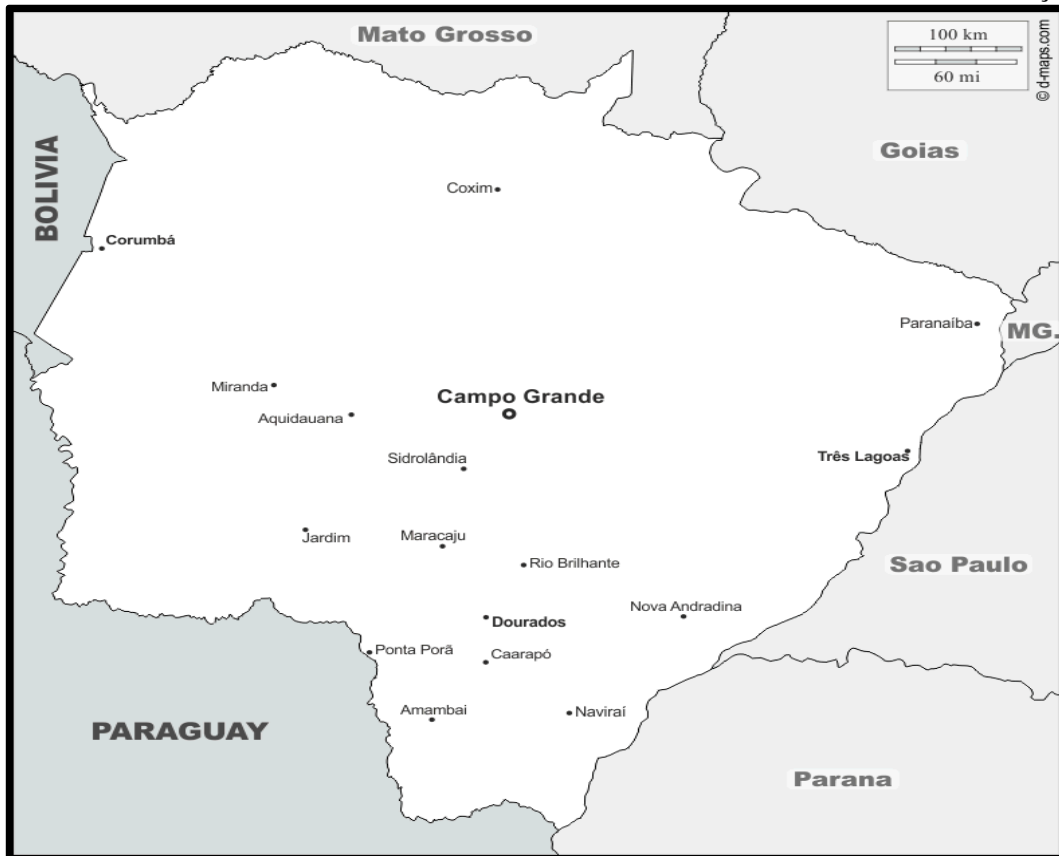 Mato Grosso
100 km
60 mi
© d-maps.com
Goias
BOLIVIA
Coxim
Corumbá
Paranaíba
MG.
Miranda
Campo Grande
Aquidauana
Três Lagoas
Sidrolândia
Jardim
Maracaju
Rio Brilhante
Sao Paulo
Nova Andradina
Dourados
Ponta Porã
Caarapó
Amambai
Naviraí
PARAGUAY
Parana